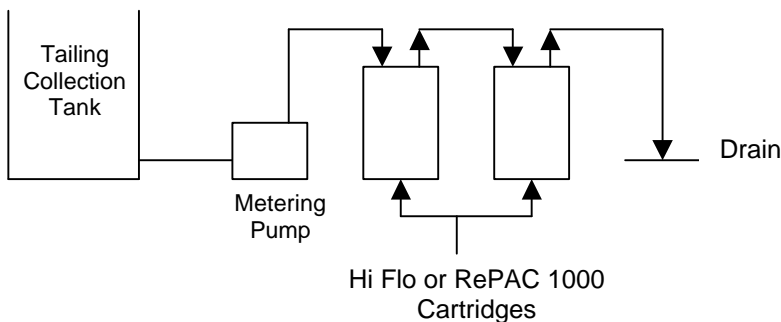 Tailing
Collection
Tank
Metering
Pump
Drain
Hi Flo or RePAC 1000
Cartridges